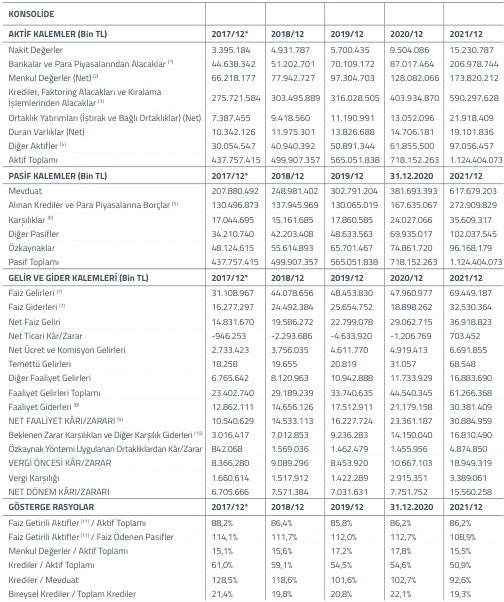 KONSOLİDE
AKTİF KALEMLER (Bin TL) 2017/12* 2018/12 2019/12 2020/12 2021/12
Nakit Değerler 3.395.184 4.931.787 5.700.435 9.504.086 15.230.787
Bankalar ve Para Piyasalarından Alacaklar (1) 44.638.342 51.202.701 70.109.172 87.017.464 206.978.744
Menkul Değerler (Net) (2) 66.218.177 77.942.727 97.304.703 128.082.066 173.820.212
Krediler, Faktoring Alacakları ve Kiralama
İşlemlerinden Alacaklar (3) 275.721.584 303.495.889 316.028.505 403.934.870 590.297.628
Ortaklık Yatırımları (İştirak ve Bağlı Ortaklıklar) (Net) 7.387.455 9.418.560 11.190.991 13.052.096 21.918.409
Duran Varlıklar (Net) 10.342.126 11.975.301 13.826.688 14.706.181 19.101.836
Diğer Aktifler (4) 30.054.547 40.940.392 50.891.344 61.855.500 97.056.457
Aktif Toplamı 437.757.415 499.907.357 565.051.838 718.152.263 1.124.404.073
PASİF KALEMLER (Bin TL) 2017/12* 2018/12 2019/12 31.12.2020 2021/12
Mevduat 207.880.492 248.981.402 302.791.204 381.693.393 617.679.203
Alınan Krediler ve Para Piyasalarına Borçlar (5) 130.496.873 137.945.969 130.065.019 167.635.067 272.909.829
Karşılıklar (6) 17.044.695 15.161.685 17.860.585 24.027.066 35.609.317
Diğer Pasifler 34.210.740 42.203.408 48.633.563 69.935.017 102.037.545
Özkaynaklar 48.124.615 55.614.893 65.701.467 74.861.720 96.168.179
Pasif Toplamı 437.757.415 499.907.357 565.051.838 718.152.263 1.124.404.073
GELİR VE GİDER KALEMLERİ (Bin TL) 2017/12* 2018/12 2019/12 2020/12 2021/12
Faiz Gelirleri (7) 31.108.967 44.078.656 48.453.830 47.960.977 69.449.187
Faiz Giderleri (7) 16.277.297 24.492.384 25.654.752 18.898.262 32.530.364
Net Faiz Geliri 14.831.670 19.586.272 22.799.078 29.062.715 36.918.823
Net Ticari Kâr/Zarar -946.253 -2.293.686 -4.633.920 -1.206.769 703.452
Net Ücret ve Komisyon Gelirleri 2.733.423 3.756.035 4.611.770 4.919.413 6.691.855
Temettü Gelirleri 18.258 19.655 20.819 31.057 68.548
Diğer Faaliyet Gelirleri 6.765.642 8.120.963 10.942.888 11.733.929 16.883.690
Faaliyet Gelirleri Toplamı 23.402.740 29.189.239 33.740.635 44.540.345 61.266.368
Faaliyet Giderleri (8) 12.862.111 14.656.126 17.512.911 21.179.158 30.381.409
NET FAALİYET KÂRI/ZARARI (9) 10.540.629 14.533.113 16.227.724 23.361.187 30.884.959
Beklenen Zarar Karşılıkları ve Diğer Karşılık Giderleri (10) 3.016.417 7.012.853 9.236.283 14.150.040 16.810.490
Özkaynak Yöntemi Uygulanan Ortaklıklardan Kâr/Zarar 842.068 1.569.036 1.462.479 1.455.956 4.874.850
VERGİ ÖNCESİ KÂR/ZARAR 8.366.280 9.089.296 8.453.920 10.667.103 18.949.319
Vergi Karşılığı 1.660.614 1.517.912 1.422.289 2.915.351 3.389.061
NET DÖNEM KÂRI/ZARARI 6.705.666 7.571.384 7.031.631 7.751.752 15.560.258
GÖSTERGE RASYOLAR 2017/12* 2018/12 2019/12 31.12.2020 2021/12
Faiz Getirili Aktifler (11) / Aktif Toplamı 88,2% 86,4% 85,8% 86,2% 86,2%
Faiz Getirili Aktifler (11) / Faiz Ödenen Pasifler 114,1% 111,7% 112,0% 112,7% 108,9%
Menkul Değerler / Aktif Toplamı 15,1% 15,6% 17,2% 17,8% 15,5%
Krediler / Aktif Toplamı 61,0% 59,1% 54,5% 54,6% 50,9%
Krediler / Mevduat 128,5% 118,6% 101,6% 102,7% 92,6%
Bireysel Krediler / Toplam Krediler 21,4% 19,8% 20,8% 22,1% 19,3%